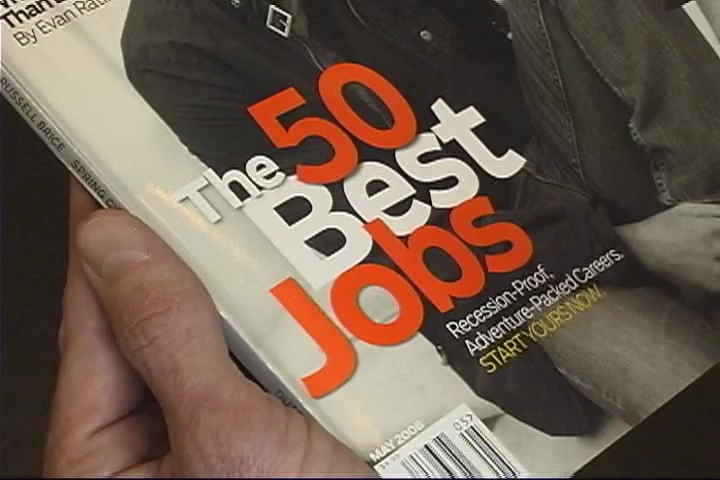 Than
By Evan Rat
RUSSELL BRICE SPRING
The 50
Best
Jobs
Recession-Proof,
Adventure-Packed Careers.
START YOURS NOW.
MAY 2008